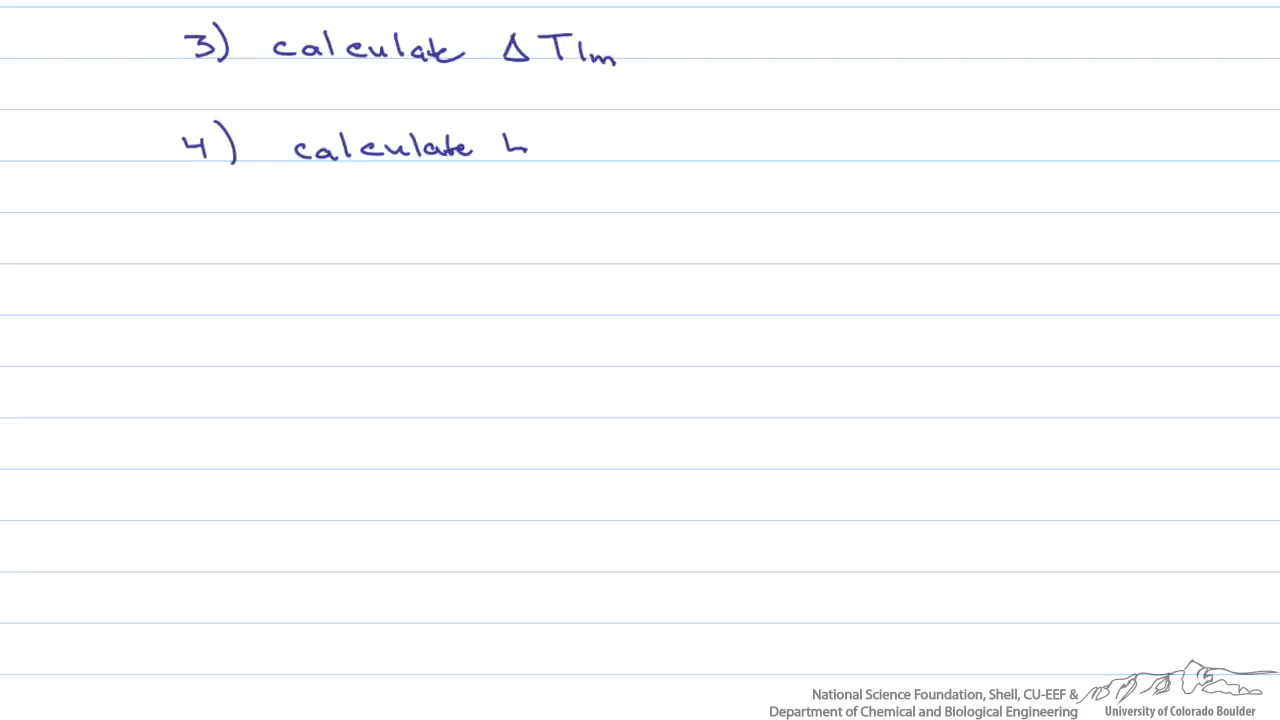 3) calculate Δ Tlm
4) calculate h
National Science Foundation, Shell, CU-EEF &
Department of Chemical and Biological Engineering
University of Colorado Boulder